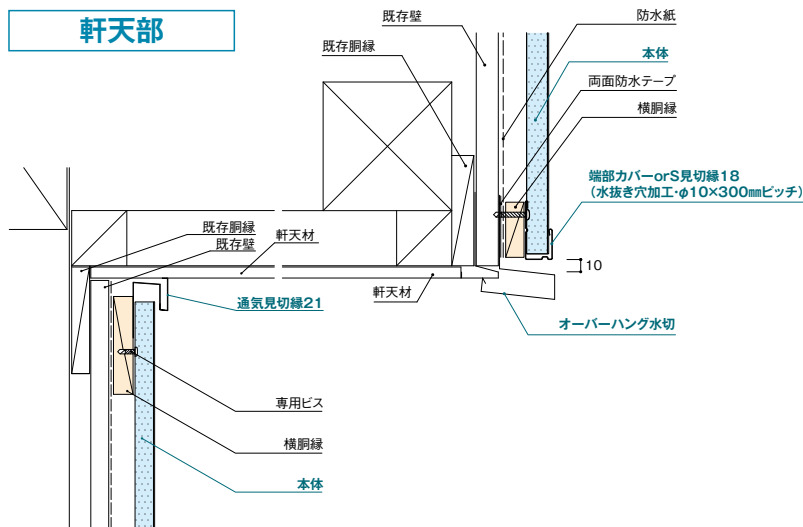 軒天部
既存壁
既存胴縁
防水紙
本体
両面防水テープ
横胴縁
端部カバーorS見切縁18
（水抜き穴加工・φ10×300㎜ピッチ）
10
オーバーハング水切
既存胴縁
既存壁
軒天材
軒天材
通気見切縁21
専用ビス
横胴縁
本体